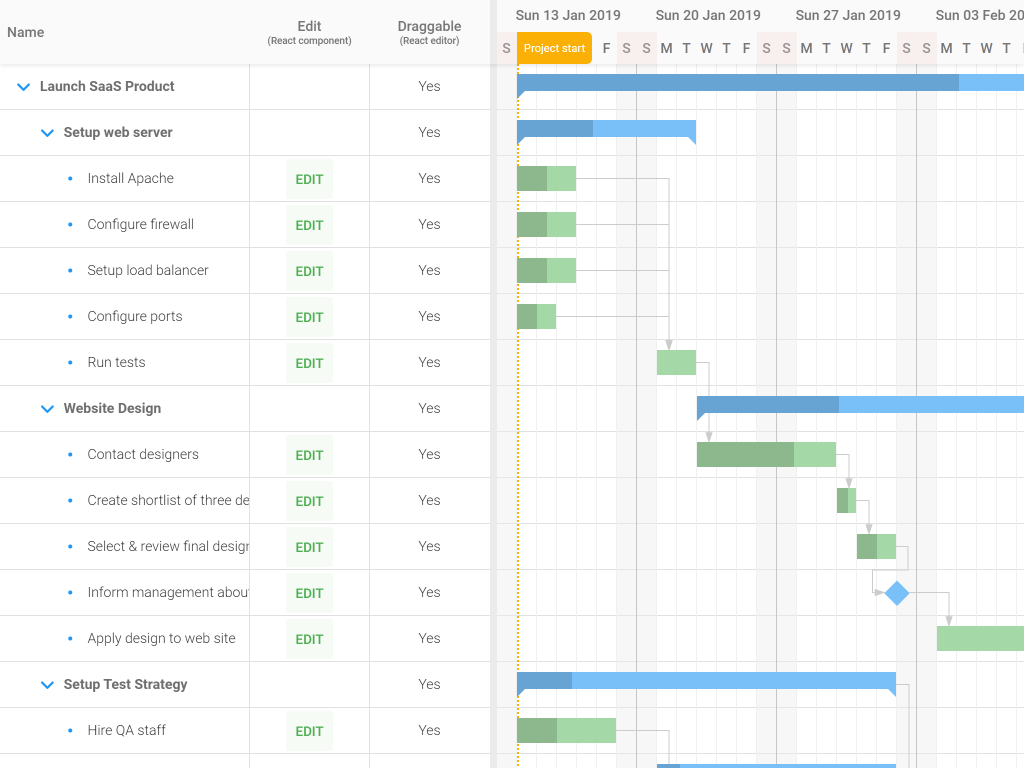 Name
Edit
(React component)
Draggable
(React editor)
Sun 13 Jan 2019 Sun 20 Jan 2019 Sun 27 Jan 2019 Sun 03 Feb 20
S Project start F S S M T W T F S S M T W T F S S M T W T
Launch SaaS Product Yes
Setup web server Yes
Install Apache EDIT Yes
Configure firewall EDIT Yes
Setup load balancer EDIT Yes
Configure ports EDIT Yes
Run tests EDIT Yes
Website Design Yes
Contact designers EDIT Yes
Create shortlist of three de EDIT Yes
Select & review final design EDIT Yes
Inform management about EDIT Yes
Apply design to web site EDIT Yes
Setup Test Strategy Yes
Hire QA staff EDIT Yes